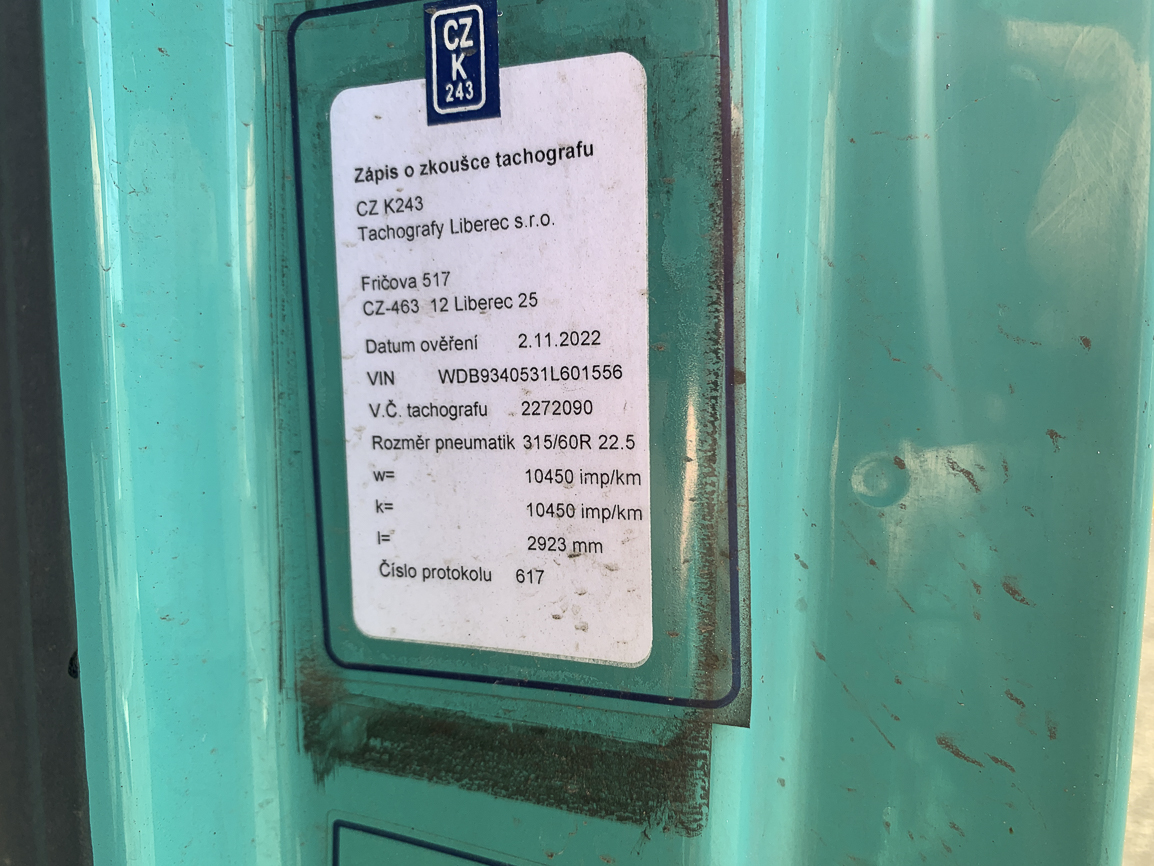 CZ
K
243
Zápis o zkoušce tachografu
CZ K243
Tachografy Liberec s.r.o.
Fričova 517
CZ-463 12 Liberec 25
Datum ověření 2.11.2022
VIN WDB9340531L601556
V.Č. tachografu 2272090
Rozměr pneumatik 315/60R 22.5
w= 10450 imp/km
k= 10450 imp/km
l= 2923 mm
Číslo protokolu 617